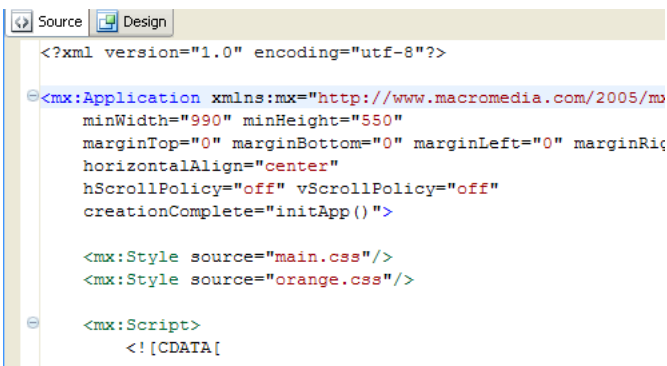 Source Design
<?xml version="1.0" encoding="utf-8"?>
<mx:Application xmlns:mx="http://www.macromedia.com/2005/mx
minWidth="990" minHeight="550"
marginTop="0" marginBottom="0" marginLeft="0" marginRig
horizontalAlign="center"
hScrollPolicy="off" vScrollPolicy="off"
creationComplete="initApp()">
<mx:Style source="main.css"/>
<mx:Style source="orange.css"/>
<mx:Script>
<![CDATA[